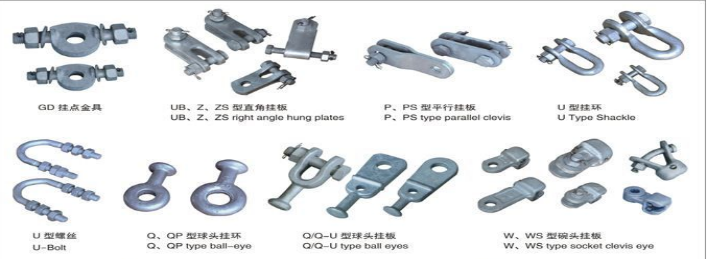 GD 挂点金具
UB、Z、ZS 型直角挂板
UB、Z、ZS right angle hung plates
P、PS 型平行挂板
P、PS type parallel clevis
U 型挂环
U Type Shackle
U 型螺丝
U-Bolt
Q、QP 型球头挂环
Q、QP type ball-eye
Q/Q-U 型球头挂板
Q/Q-U type ball eyes
W、WS 型碗头挂板
W、WS type socket clevis eye